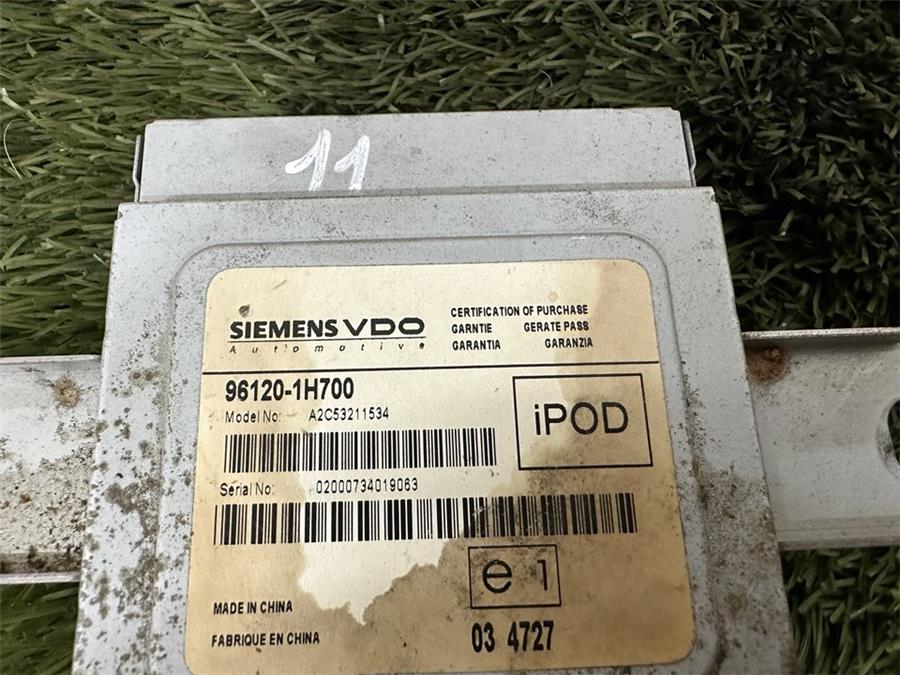 11
SIEMENS VDO
Automotive
CERTIFICATION OF PURCHASE
GARNTIE GERATE PASS
GARANTIA GARANZIA
96120-1H700
Model No: A2C53211534
iPOD
Serial No: 02000734019063
e 1
MADE IN CHINA
FABRIQUE EN CHINA
03 4727